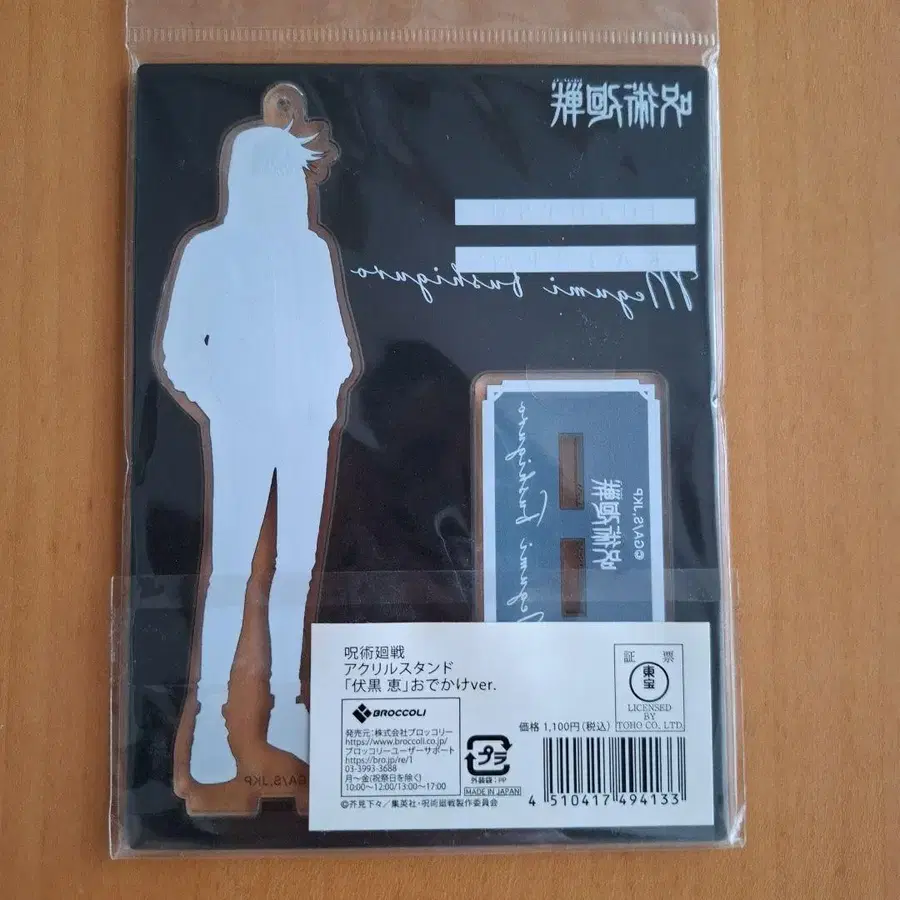 呪術廻戦
Megumi Fushiguro
Megumi Fushiguro
呪術廻戦
©GA/S,JKP
GA/S,JKP
呪術廻戦
アクリルスタンド
「伏黒 恵」おでかけver.
BROCCOLI
発売元:株式会社ブロッコリー
https://www.broccoli.co.jp/
ブロッコリーユーザーサポート
https://bro.jp/re/1
03-3993-3688
月~金(祝祭日を除く)
10:00~12:00/13:00~17:00
©芥見下々/集英社・呪術廻戦製作委員会
証 票
東宝
LICENSED
BY
TOHO CO., LTD.
価格 1,100円(税込)
プラ
外装袋:PP
MADE IN JAPAN
4 510417 494133